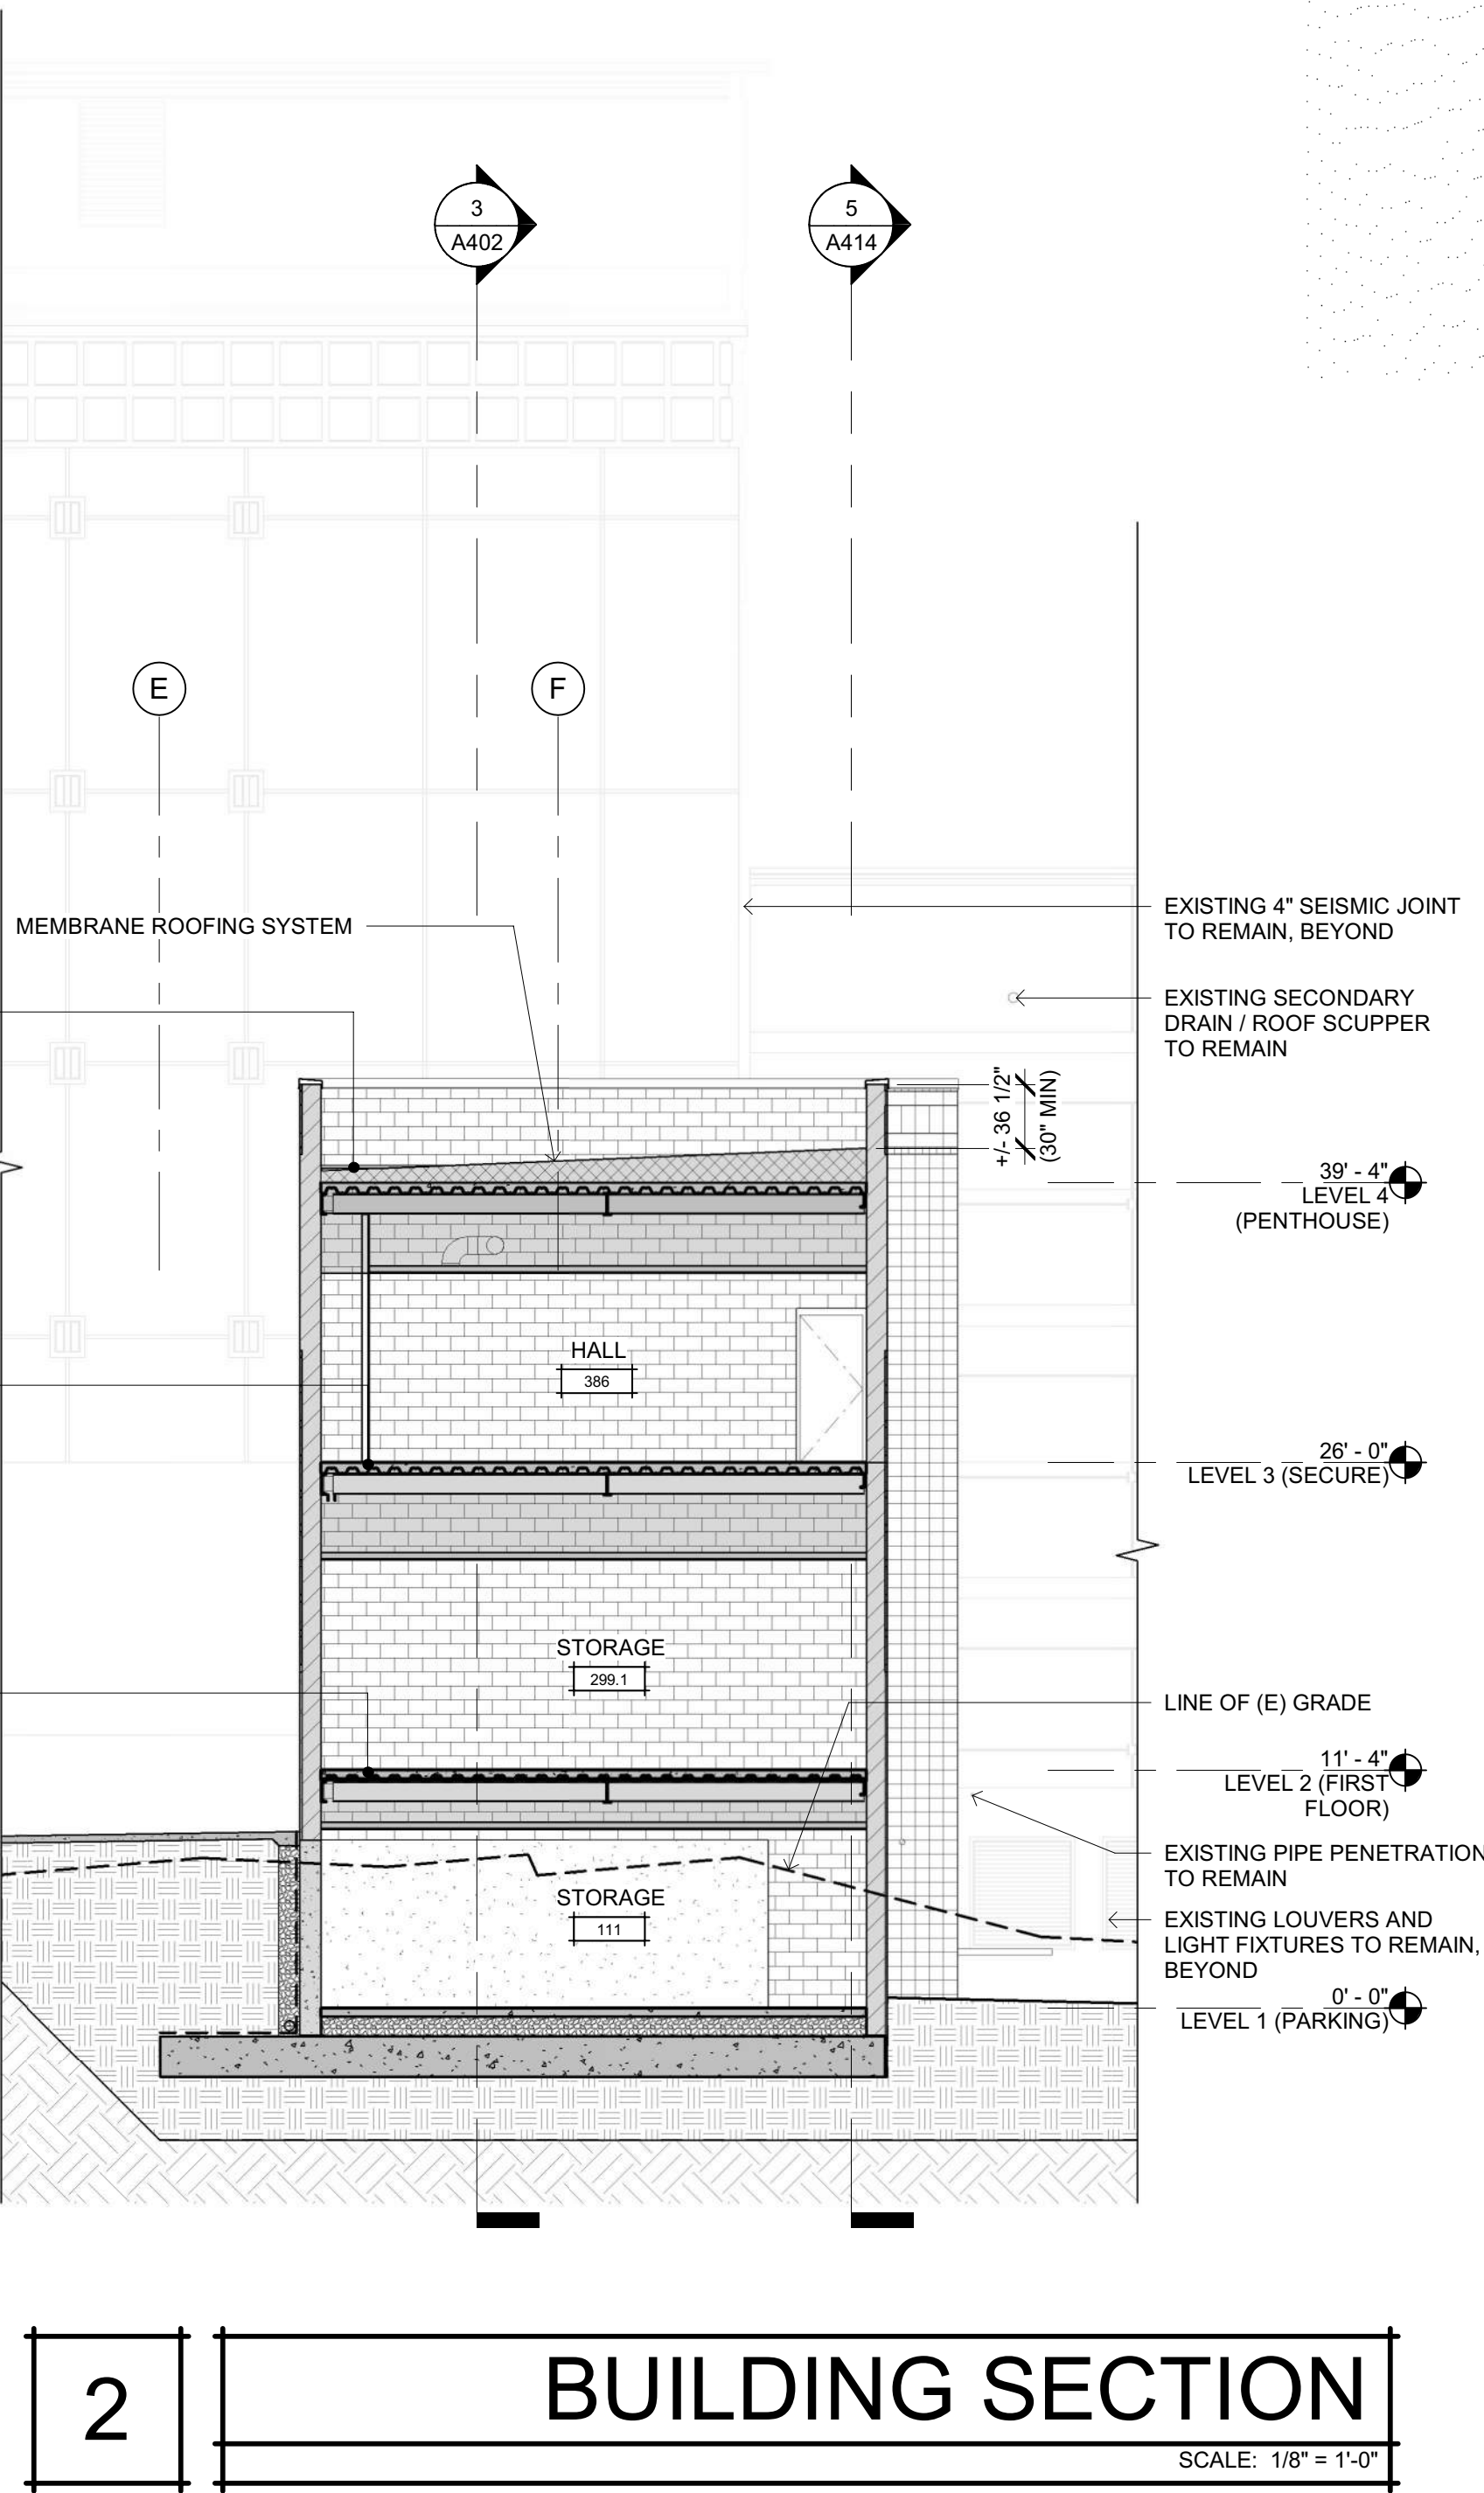 3
A402
5
A414
E
F
MEMBRANE ROOFING SYSTEM
EXISTING 4" SEISMIC JOINT
TO REMAIN, BEYOND
EXISTING SECONDARY
DRAIN / ROOF SCUPPER
TO REMAIN
+/- 36 1/2"
(30" MIN)
39' - 4"
LEVEL 4
(PENTHOUSE)
HALL
386
26' - 0"
LEVEL 3 (SECURE)
STORAGE
299.1
LINE OF (E) GRADE
11' - 4"
LEVEL 2 (FIRST
FLOOR)
EXISTING PIPE PENETRATION
TO REMAIN
STORAGE
111
EXISTING LOUVERS AND
LIGHT FIXTURES TO REMAIN,
BEYOND
0' - 0"
LEVEL 1 (PARKING)
2
BUILDING SECTION
SCALE: 1/8" = 1'-0"